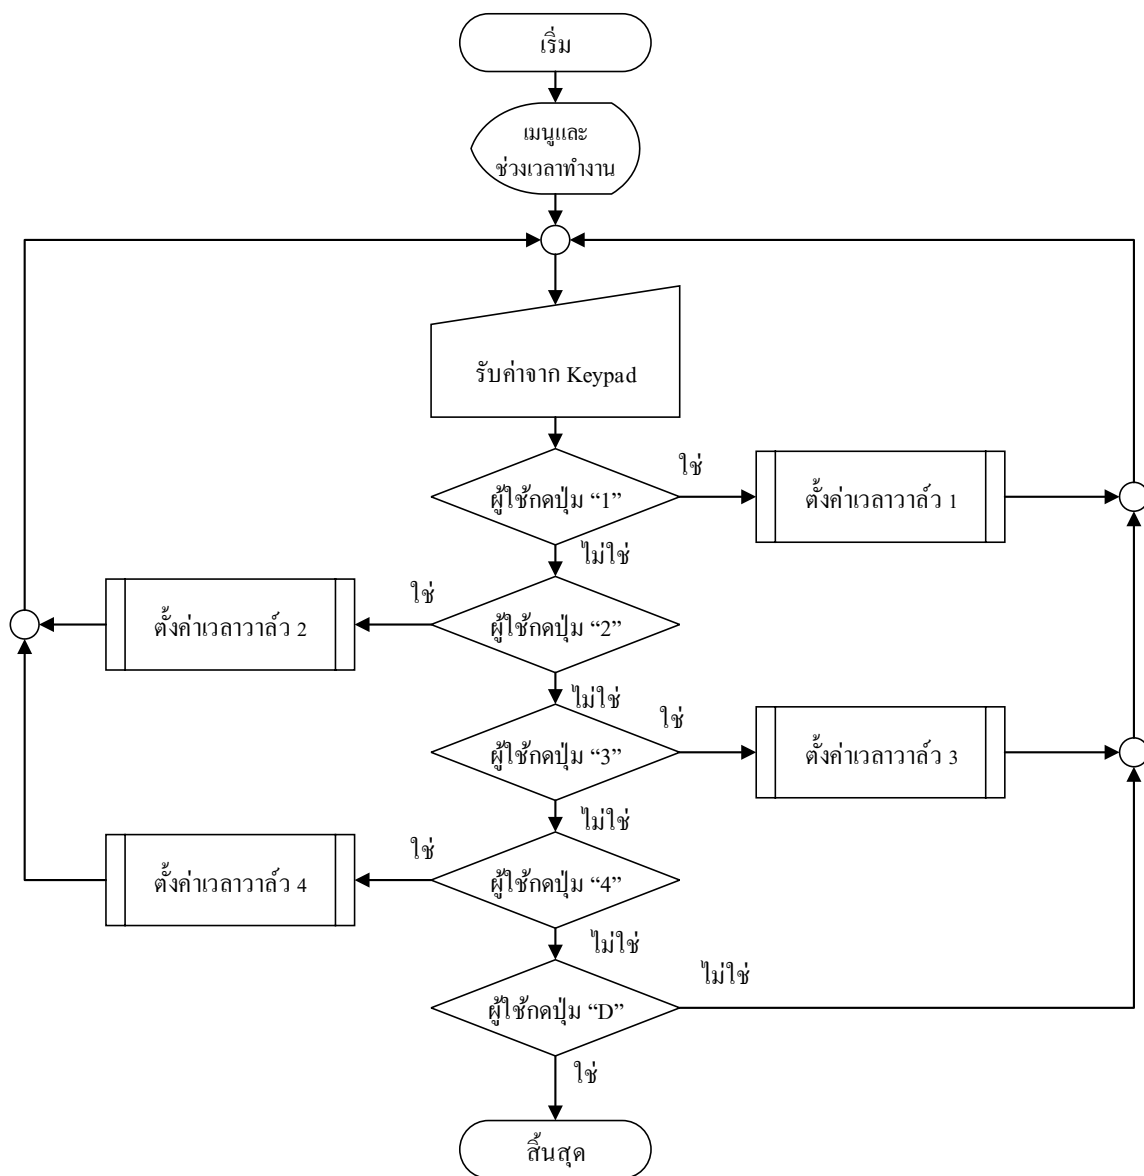 เริ่ม
เมนูและ
ช่วงเวลาทำงาน
รับค่าจาก Keypad
ผู้ใช้กดปุ่ม “1”
ใช่
ตั้งค่าเวลาวาล์ว 1
ไม่ใช่
ผู้ใช้กดปุ่ม “2”
ใช่
ตั้งค่าเวลาวาล์ว 2
ไม่ใช่
ผู้ใช้กดปุ่ม “3”
ใช่
ตั้งค่าเวลาวาล์ว 3
ไม่ใช่
ผู้ใช้กดปุ่ม “4”
ใช่
ตั้งค่าเวลาวาล์ว 4
ไม่ใช่
ผู้ใช้กดปุ่ม “D”
ไม่ใช่
ใช่
สิ้นสุด